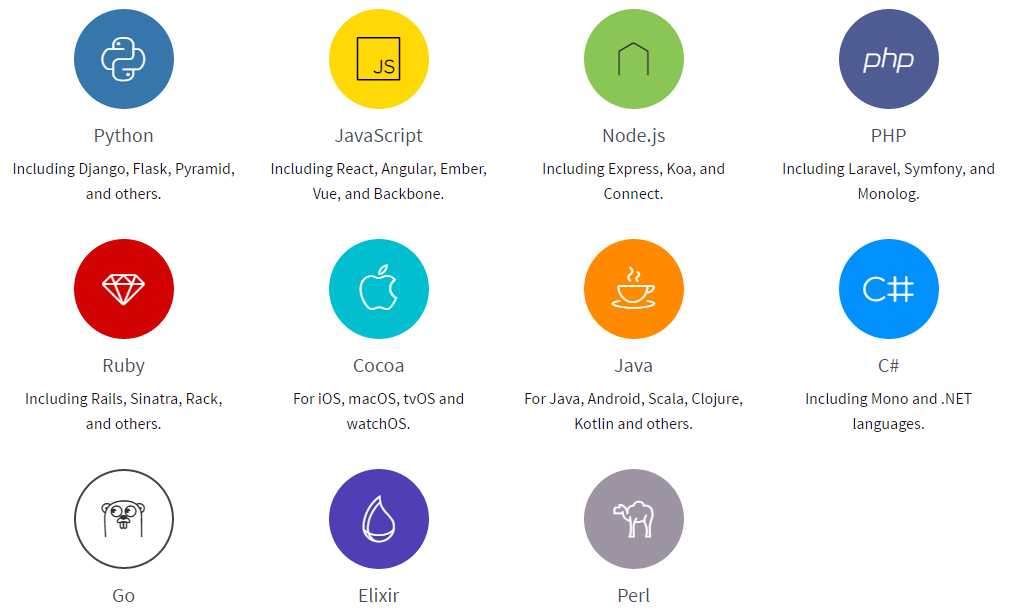 JS
php
Python
JavaScript
Node.js
PHP
Including Django, Flask, Pyramid,
and others.
Including React, Angular, Ember,
Vue, and Backbone.
Including Express, Koa, and
Connect.
Including Laravel, Symfony, and
Monolog.
C#
Ruby
Cocoa
Java
C#
Including Rails, Sinatra, Rack,
and others.
For iOS, macOS, tvOS and
watchOS.
For Java, Android, Scala, Clojure,
Kotlin and others.
Including Mono and .NET
languages.
Go
Elixir
Perl